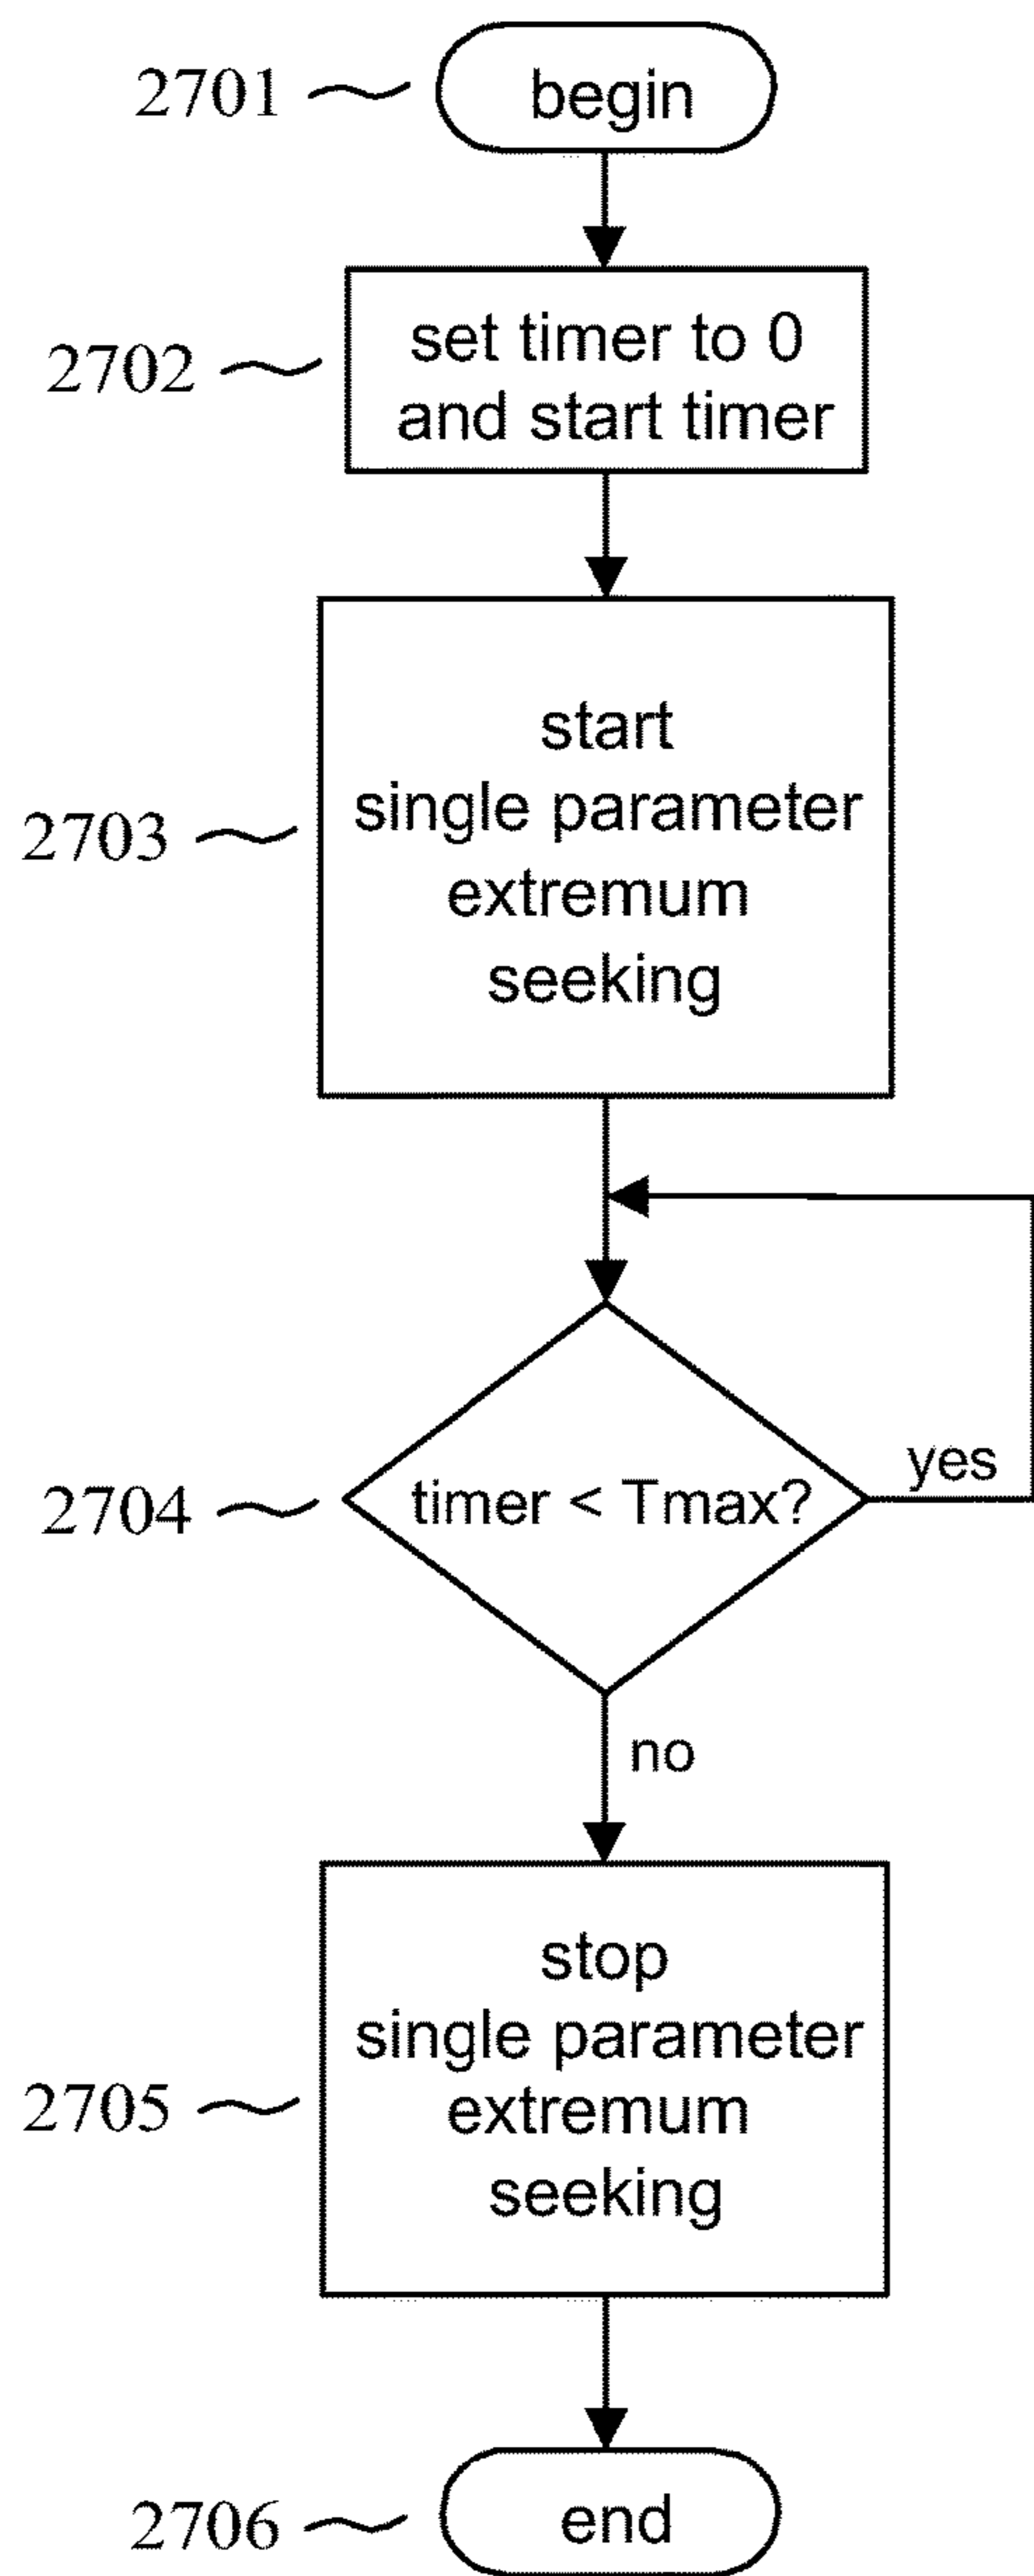 2701
begin
2702
set timer to 0
and start timer
2703
start
single parameter
extremum
seeking
2704
timer < Tmax?
yes
no
2705
stop
single parameter
extremum
seeking
2706
end